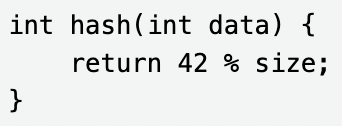 int hash(int data) {
    return 42 % size;
}